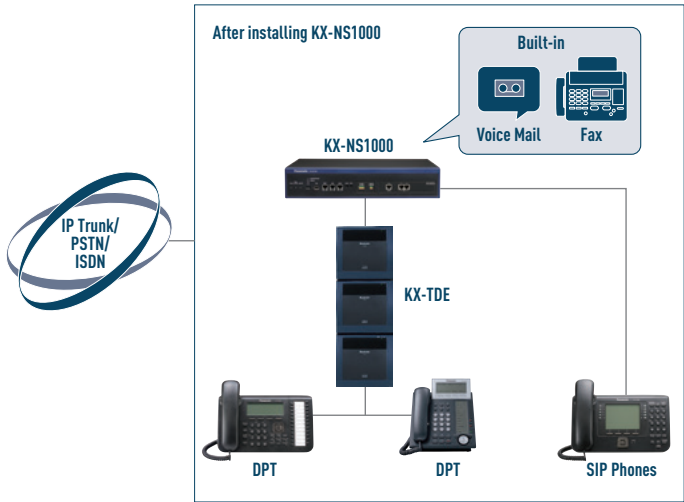 After installing KX-NS1000
Built-in
Voice Mail
Fax
KX-NS1000
IP Trunk/
PSTN/
ISDN
KX-TDE
DPT
DPT
SIP Phones